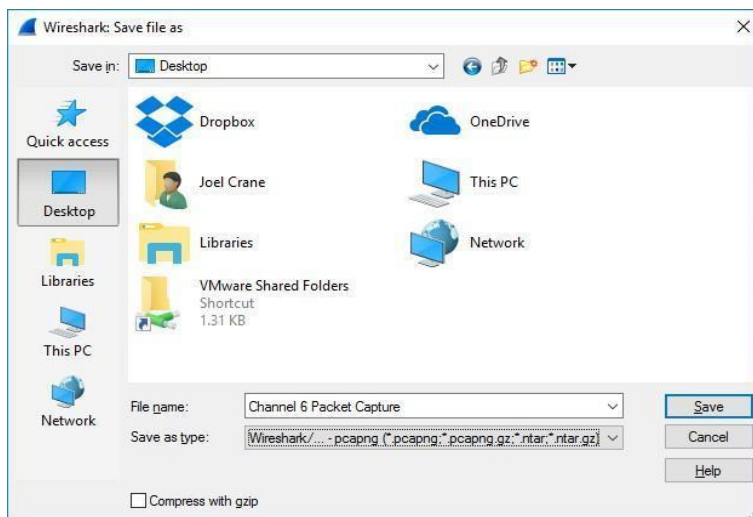 Wireshark: Save file as
Save in:
Desktop
Quick access
Desktop
Libraries
This PC
Network
Dropbox
OneDrive
Joel Crane
This PC
Libraries
Network
VMware Shared Folders
Shortcut
1.31 KB
File name:
Channel 6 Packet Capture
Save
Save as type:
Wireshark/... - pcapng (*.pcapng;*.pcapng.gz;*.ntar;*.ntar.gz)
Cancel
Help
Compress with gzip